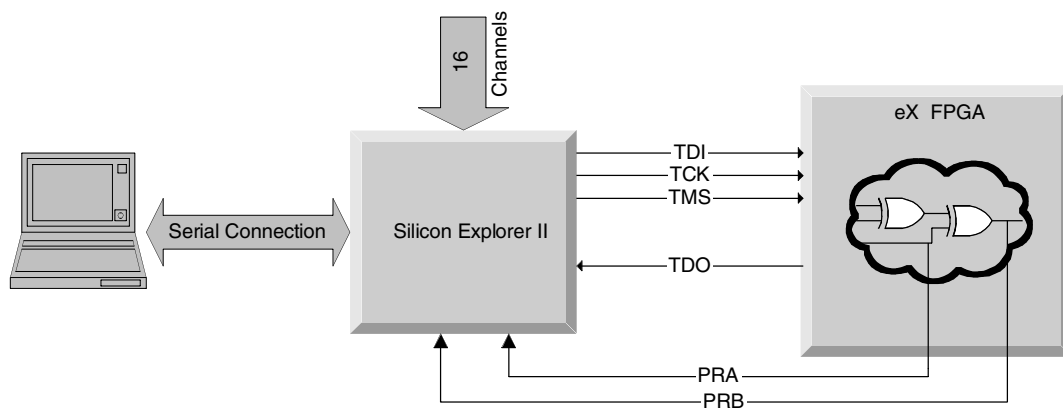 16
Channels
eX FPGA
TDI
TCK
TMS
Serial Connection
Silicon Explorer II
TDO
PRA
PRB